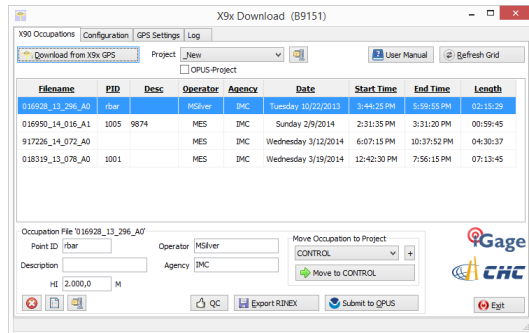 X9x Download (B9151)
X90 Occupations Configuration GPS Settings Log
Download from X9x GPS Project _New User Manual Refresh Grid
OPUS-Project
Filename PID Desc Operator Agency Date Start Time End Time Length
016928_13_296_A0 rbar MSilver IMC Tuesday 10/22/2013 3:44:25 PM 5:59:55 PM 02:15:29
016950_14_016_A1 1005 9874 MES IMC Sunday 2/9/2014 2:31:35 PM 3:31:20 PM 00:59:45
917226_14_072_A0 MES IMC Wednesday 3/12/2014 6:07:15 PM 10:37:52 PM 04:30:37
018319_13_078_A0 1001 MES IMC Wednesday 3/19/2014 12:42:30 PM 7:56:15 PM 07:13:45
Occupation File '016928_13_296_A0'
Point ID rbar Operator MSilver
Description Agency IMC
HI 2.000,0 M
Move Occupation to Project
CONTROL +
Move to CONTROL
iGage
CHC
QC Export RINEX Submit to OPUS Exit